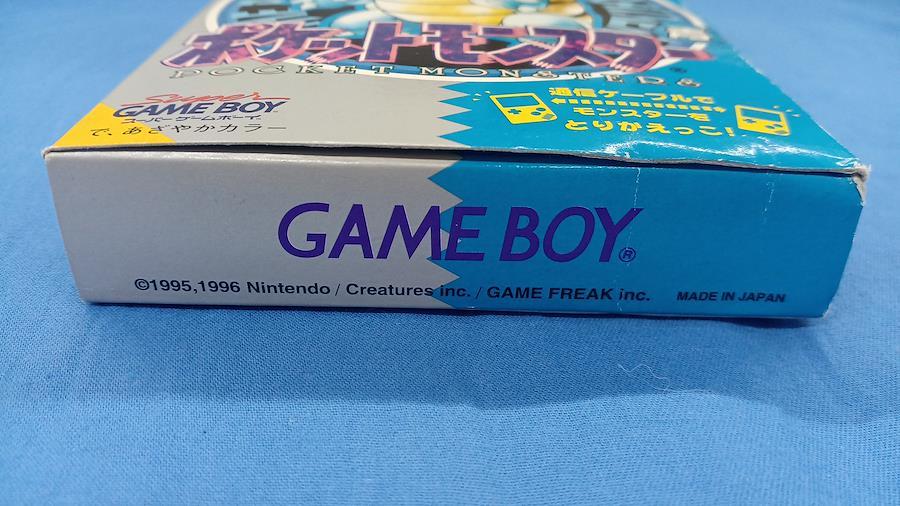 ポケットモンスター
POCKET MONSTERS
Super
GAME BOY
スーパーゲームボーイ
で、あざやかカラー
通信ケーブルで
モンスターを
とりかえっこ!
GAME BOY®
©1995,1996 Nintendo / Creatures inc. / GAME FREAK inc. MADE IN JAPAN